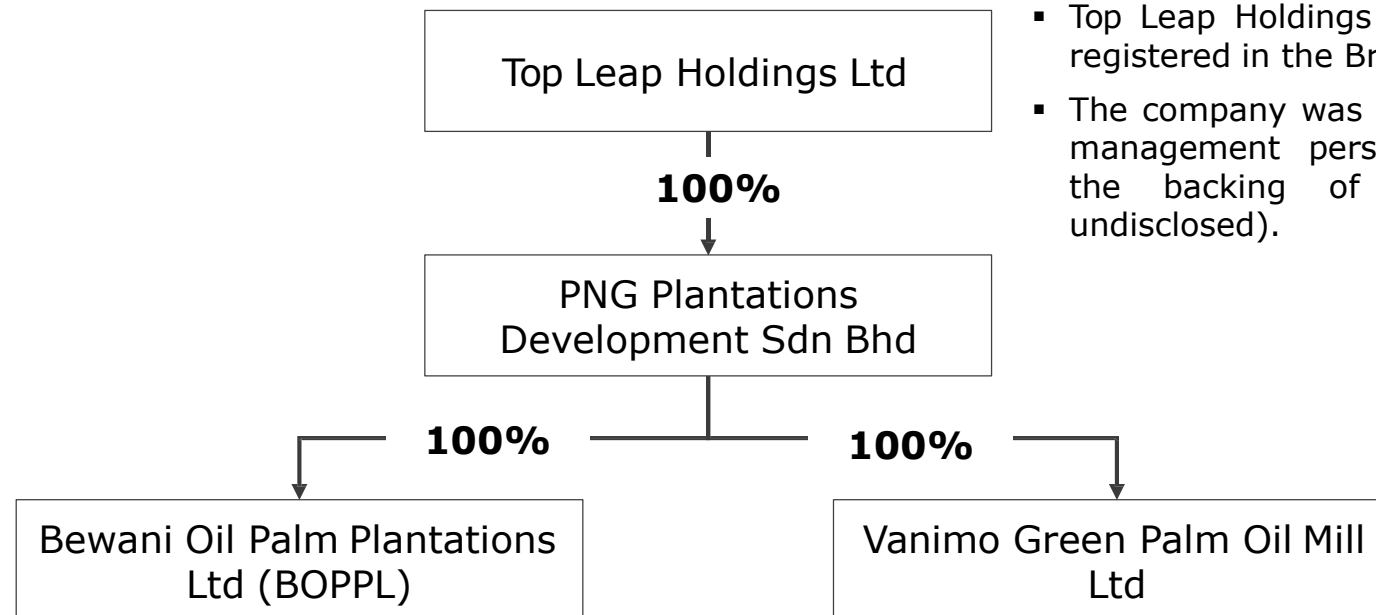 Top Leap Holdings Ltd
▪ Top Leap Holdings
registered in the Br
▪ The company was
management pers
the backing of
undisclosed).
100%
PNG Plantations
Development Sdn Bhd
100%
100%
Bewani Oil Palm Plantations
Ltd (BOPPL)
Vanimo Green Palm Oil Mill
Ltd